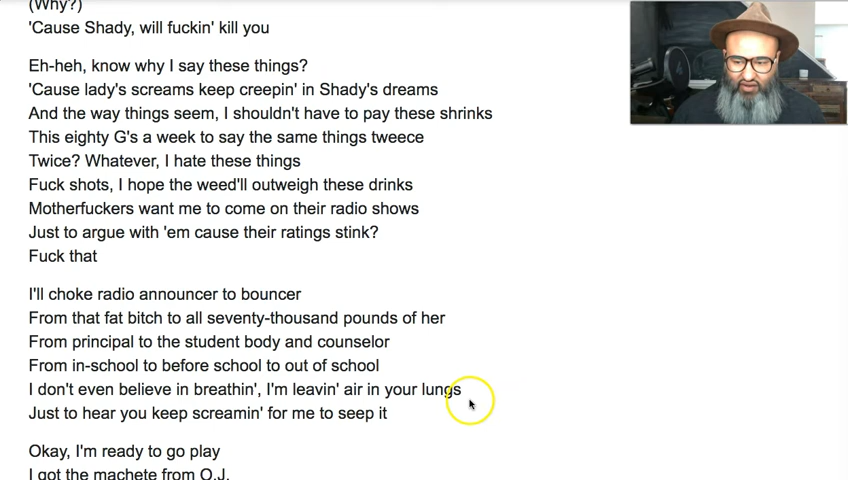 (Why?)
'Cause Shady, will fuckin' kill you
Eh-heh, know why I say these things?
'Cause lady's screams keep creepin' in Shady's dreams
And the way things seem, I shouldn't have to pay these shrinks
This eighty G's a week to say the same things tweece
Twice? Whatever, I hate these things
Fuck shots, I hope the weed'll outweigh these drinks
Motherfuckers want me to come on their radio shows
Just to argue with 'em cause their ratings stink?
Fuck that
I'll choke radio announcer to bouncer
From that fat bitch to all seventy-thousand pounds of her
From principal to the student body and counselor
From in-school to before school to out of school
I don't even believe in breathin', I'm leavin' air in your lungs
Just to hear you keep screamin' for me to seep it
Okay, I'm ready to go play
I got the machete from O.J.